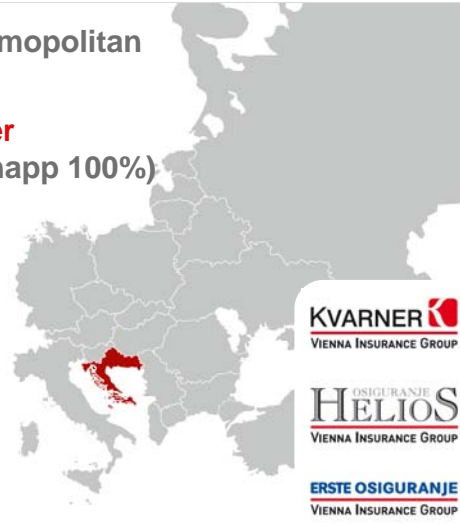 mopolitan
er
napp 100%)
KVARNER
VIENNA INSURANCE GROUP
OSIGURANJE
HELIOS
VIENNA INSURANCE GROUP
ERSTE OSIGURANJE
VIENNA INSURANCE GROUP